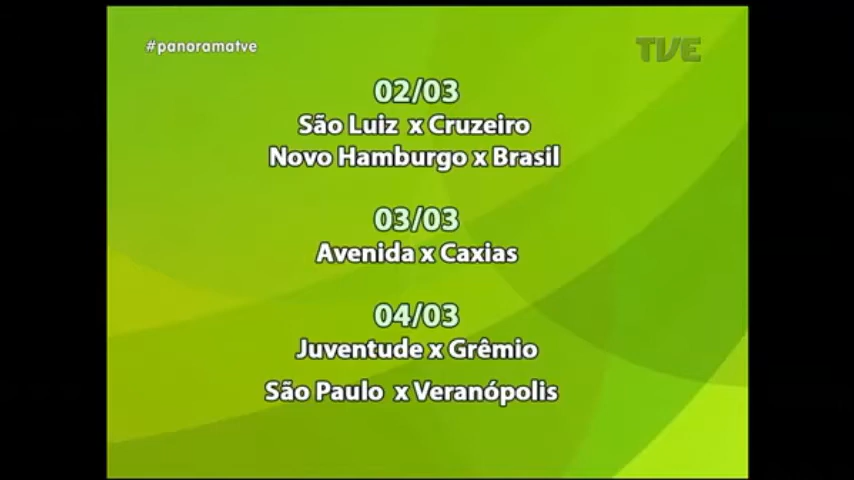 #panoramatve
TVE
02/03
São Luiz x Cruzeiro
Novo Hamburgo x Brasil
03/03
Avenida x Caxias
04/03
Juventude x Grêmio
São Paulo x Veranópolis